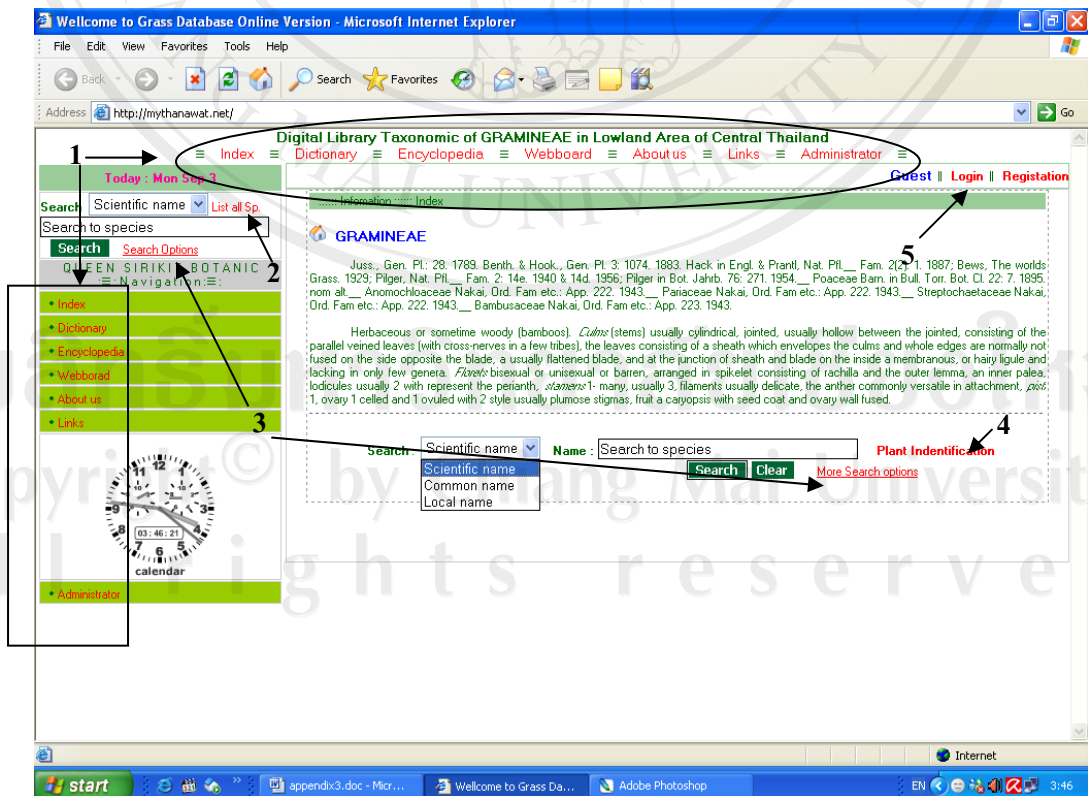 Wellcome to Grass Database Online Version - Microsoft Internet Explorer
File Edit View Favorites Tools Help
Back Search Favorites
Address http://mythanawat.net/ Go
Digital Library Taxonomic of GRAMINEAE in Lowland Area of Central Thailand
≡ Index ≡ Dictionary ≡ Encyclopedia ≡ Webboard ≡ About us ≡ Links ≡ Administrator ≡
1
Today : Mon Sep 3
Guest || Login || Registation
Search Scientific name List all Sp.
Search to species
Search Search Options
2
QUEEN SIRIKIT BOTANIC
:≡:Navigation:≡:
• Index
• Dictionary
• Encyclopedia
• Webborad
• About us
• Links
3
12 1 2 3 4 5 6 7 8 9 10 11
03:46:21
calendar
• Administrator
...... Infomation ...... Index
5
GRAMINEAE
Juss., Gen. Pl.: 28. 1789. Benth. & Hook., Gen. Pl. 3: 1074. 1883. Hack in Engl. & Prantl, Nat. Pfl.__ Fam. 2(2): 1. 1887; Bews, The worlds
Grass. 1929; Pilger, Nat. Pfl.__ Fam. 2: 14e. 1940 & 14d. 1956; Pilger in Bot. Jahrb. 76: 271. 1954.__ Poaceae Barn. in Bull. Torr. Bot. Cl. 22: 7. 1895.
nom alt.__ Anomochloaceae Nakai, Ord. Fam etc.: App. 222. 1943.__ Pariaceae Nakai, Ord. Fam etc.: App. 222. 1943.__ Streptochaetaceae Nakai,
Ord. Fam etc.: App. 222. 1943.__ Bambusaceae Nakai, Ord. Fam etc.: App. 223. 1943.
Herbaceous or sometime woody (bamboos). Culms (stems) usually cylindrical, jointed, usually hollow between the jointed, consisting of the
parallel veined leaves (with cross-nerves in a few tribes), the leaves consisting of a sheath which envelopes the culms and whole edges are normally not
fused on the side opposite the blade, a usually flattened blade, and at the junction of sheath and blade on the inside a membranous, or hairy ligule and
lacking in only few genera. Florets bisexual or unisexual or barren, arranged in spikelet consisting of rachilla and the outer lemma, an inner palea,
lodicules usually 2 with represent the perianth, stamens 1- many, usually 3, filaments usually delicate, the anther commonly versatile in attachment, pisti
1, ovary 1 celled and 1 ovuled with 2 style usually plumose stigmas, fruit a caryopsis with seed coat and ovary wall fused.
4
Search : Scientific name Name : Search to species Plant Indentification
Scientific name
Common name
Local name
Search Clear More Search options
Internet
start appendix3.doc - Micr... Wellcome to Grass Da... Adobe Photoshop EN 3:46